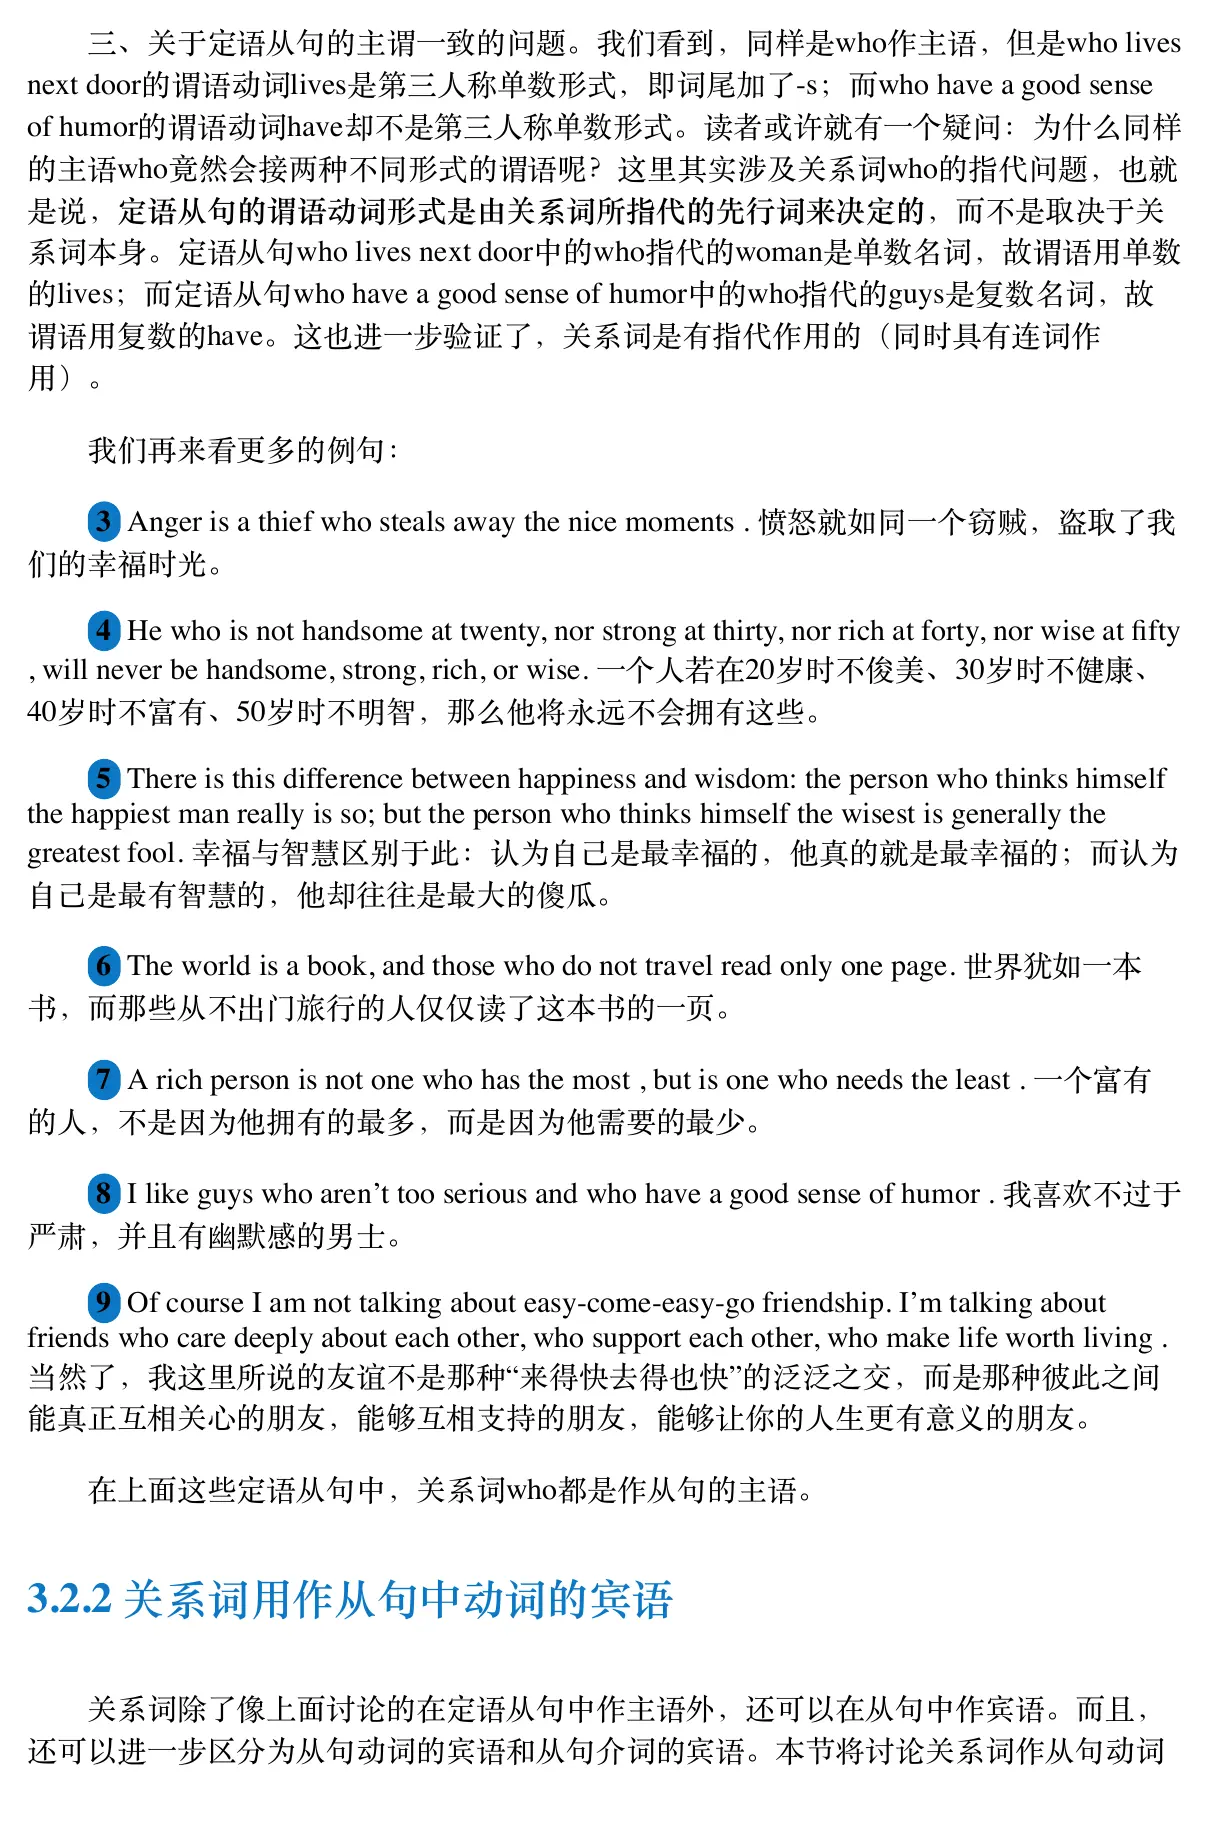 三、关于定语从句的主谓一致的问题。我们看到，同样是who作主语，但是who lives
next door的谓语动词lives是第三人称单数形式，即词尾加了-s；而who have a good sense
of humor的谓语动词have却不是第三人称单数形式。读者或许就有一个疑问：为什么同样
的主语who竟然会接两种不同形式的谓语呢？这里其实涉及关系词who的指代问题，也就
是说，定语从句的谓语动词形式是由关系词所指代的先行词来决定的，而不是取决于关
系词本身。定语从句who lives next door中的who指代的woman是单数名词，故谓语用单数
的lives；而定语从句who have a good sense of humor中的who指代的guys是复数名词，故
谓语用复数的have。这也进一步验证了，关系词是有指代作用的（同时具有连词作
用）。
我们再来看更多的例句：
3 Anger is a thief who steals away the nice moments . 愤怒就如同一个窃贼，盗取了我
们的幸福时光。
4 He who is not handsome at twenty, nor strong at thirty, nor rich at forty, nor wise at fifty
, will never be handsome, strong, rich, or wise. 一个人若在20岁时不俊美、30岁时不健康、
40岁时不富有、50岁时不明智，那么他将永远不会拥有这些。
5 There is this difference between happiness and wisdom: the person who thinks himself
the happiest man really is so; but the person who thinks himself the wisest is generally the
greatest fool. 幸福与智慧区别于此：认为自己是最幸福的，他真的就是最幸福的；而认为
自己是最有智慧的，他却往往是最大的傻瓜。
6 The world is a book, and those who do not travel read only one page. 世界犹如一本
书，而那些从不出门旅行的人仅仅读了这本书的一页。
7 A rich person is not one who has the most , but is one who needs the least . 一个富有
的人，不是因为他拥有的最多，而是因为他需要的最少。
8 I like guys who aren’t too serious and who have a good sense of humor . 我喜欢不过于
严肃，并且有幽默感的男士。
9 Of course I am not talking about easy-come-easy-go friendship. I’m talking about
friends who care deeply about each other, who support each other, who make life worth living .
当然了，我这里所说的友谊不是那种“来得快去得也快”的泛泛之交，而是那种彼此之间
能真正互相关心的朋友，能够互相支持的朋友，能够让你的人生更有意义的朋友。
在上面这些定语从句中，关系词who都是作从句的主语。
3.2.2 关系词用作从句中动词的宾语
关系词除了像上面讨论的在定语从句中作主语外，还可以在从句中作宾语。而且，
还可以进一步区分为从句动词的宾语和从句介词的宾语。本节将讨论关系词作从句动词